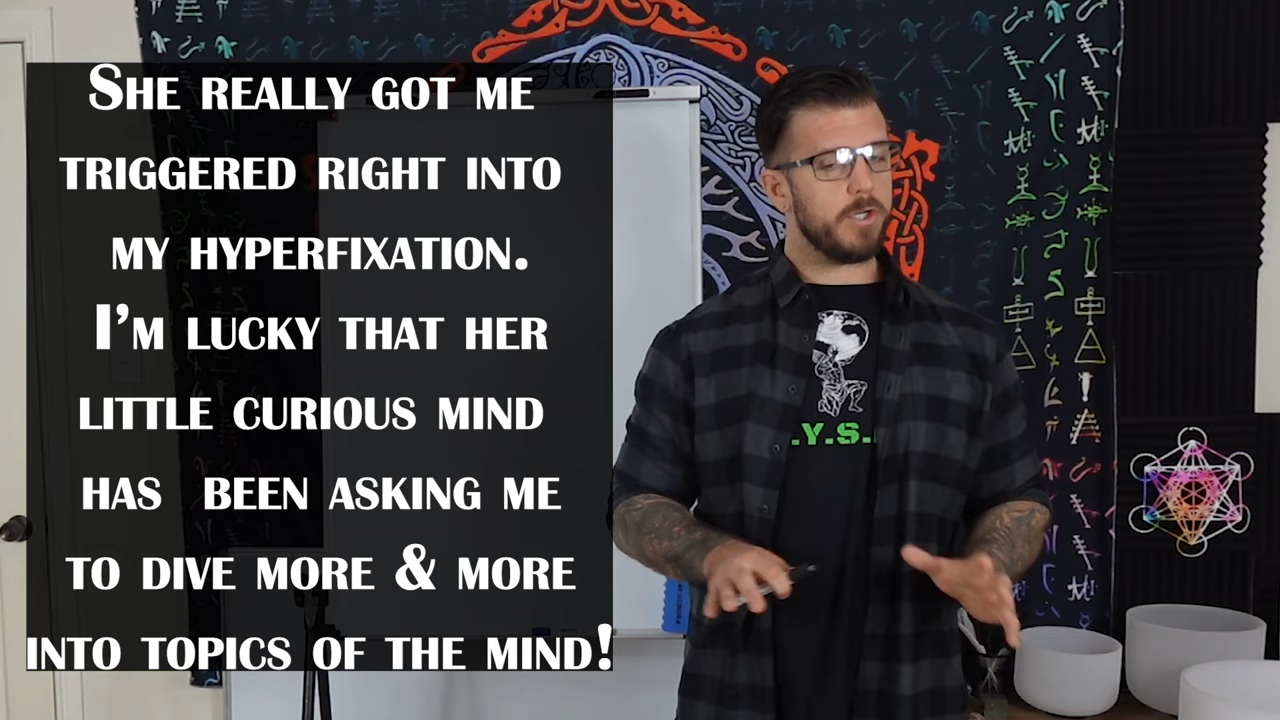 She really got me
triggered right into
my hyperfixation.
I'm lucky that her
little curious mind
has been asking me
to dive more & more
into topics of the mind!
.Y.S.